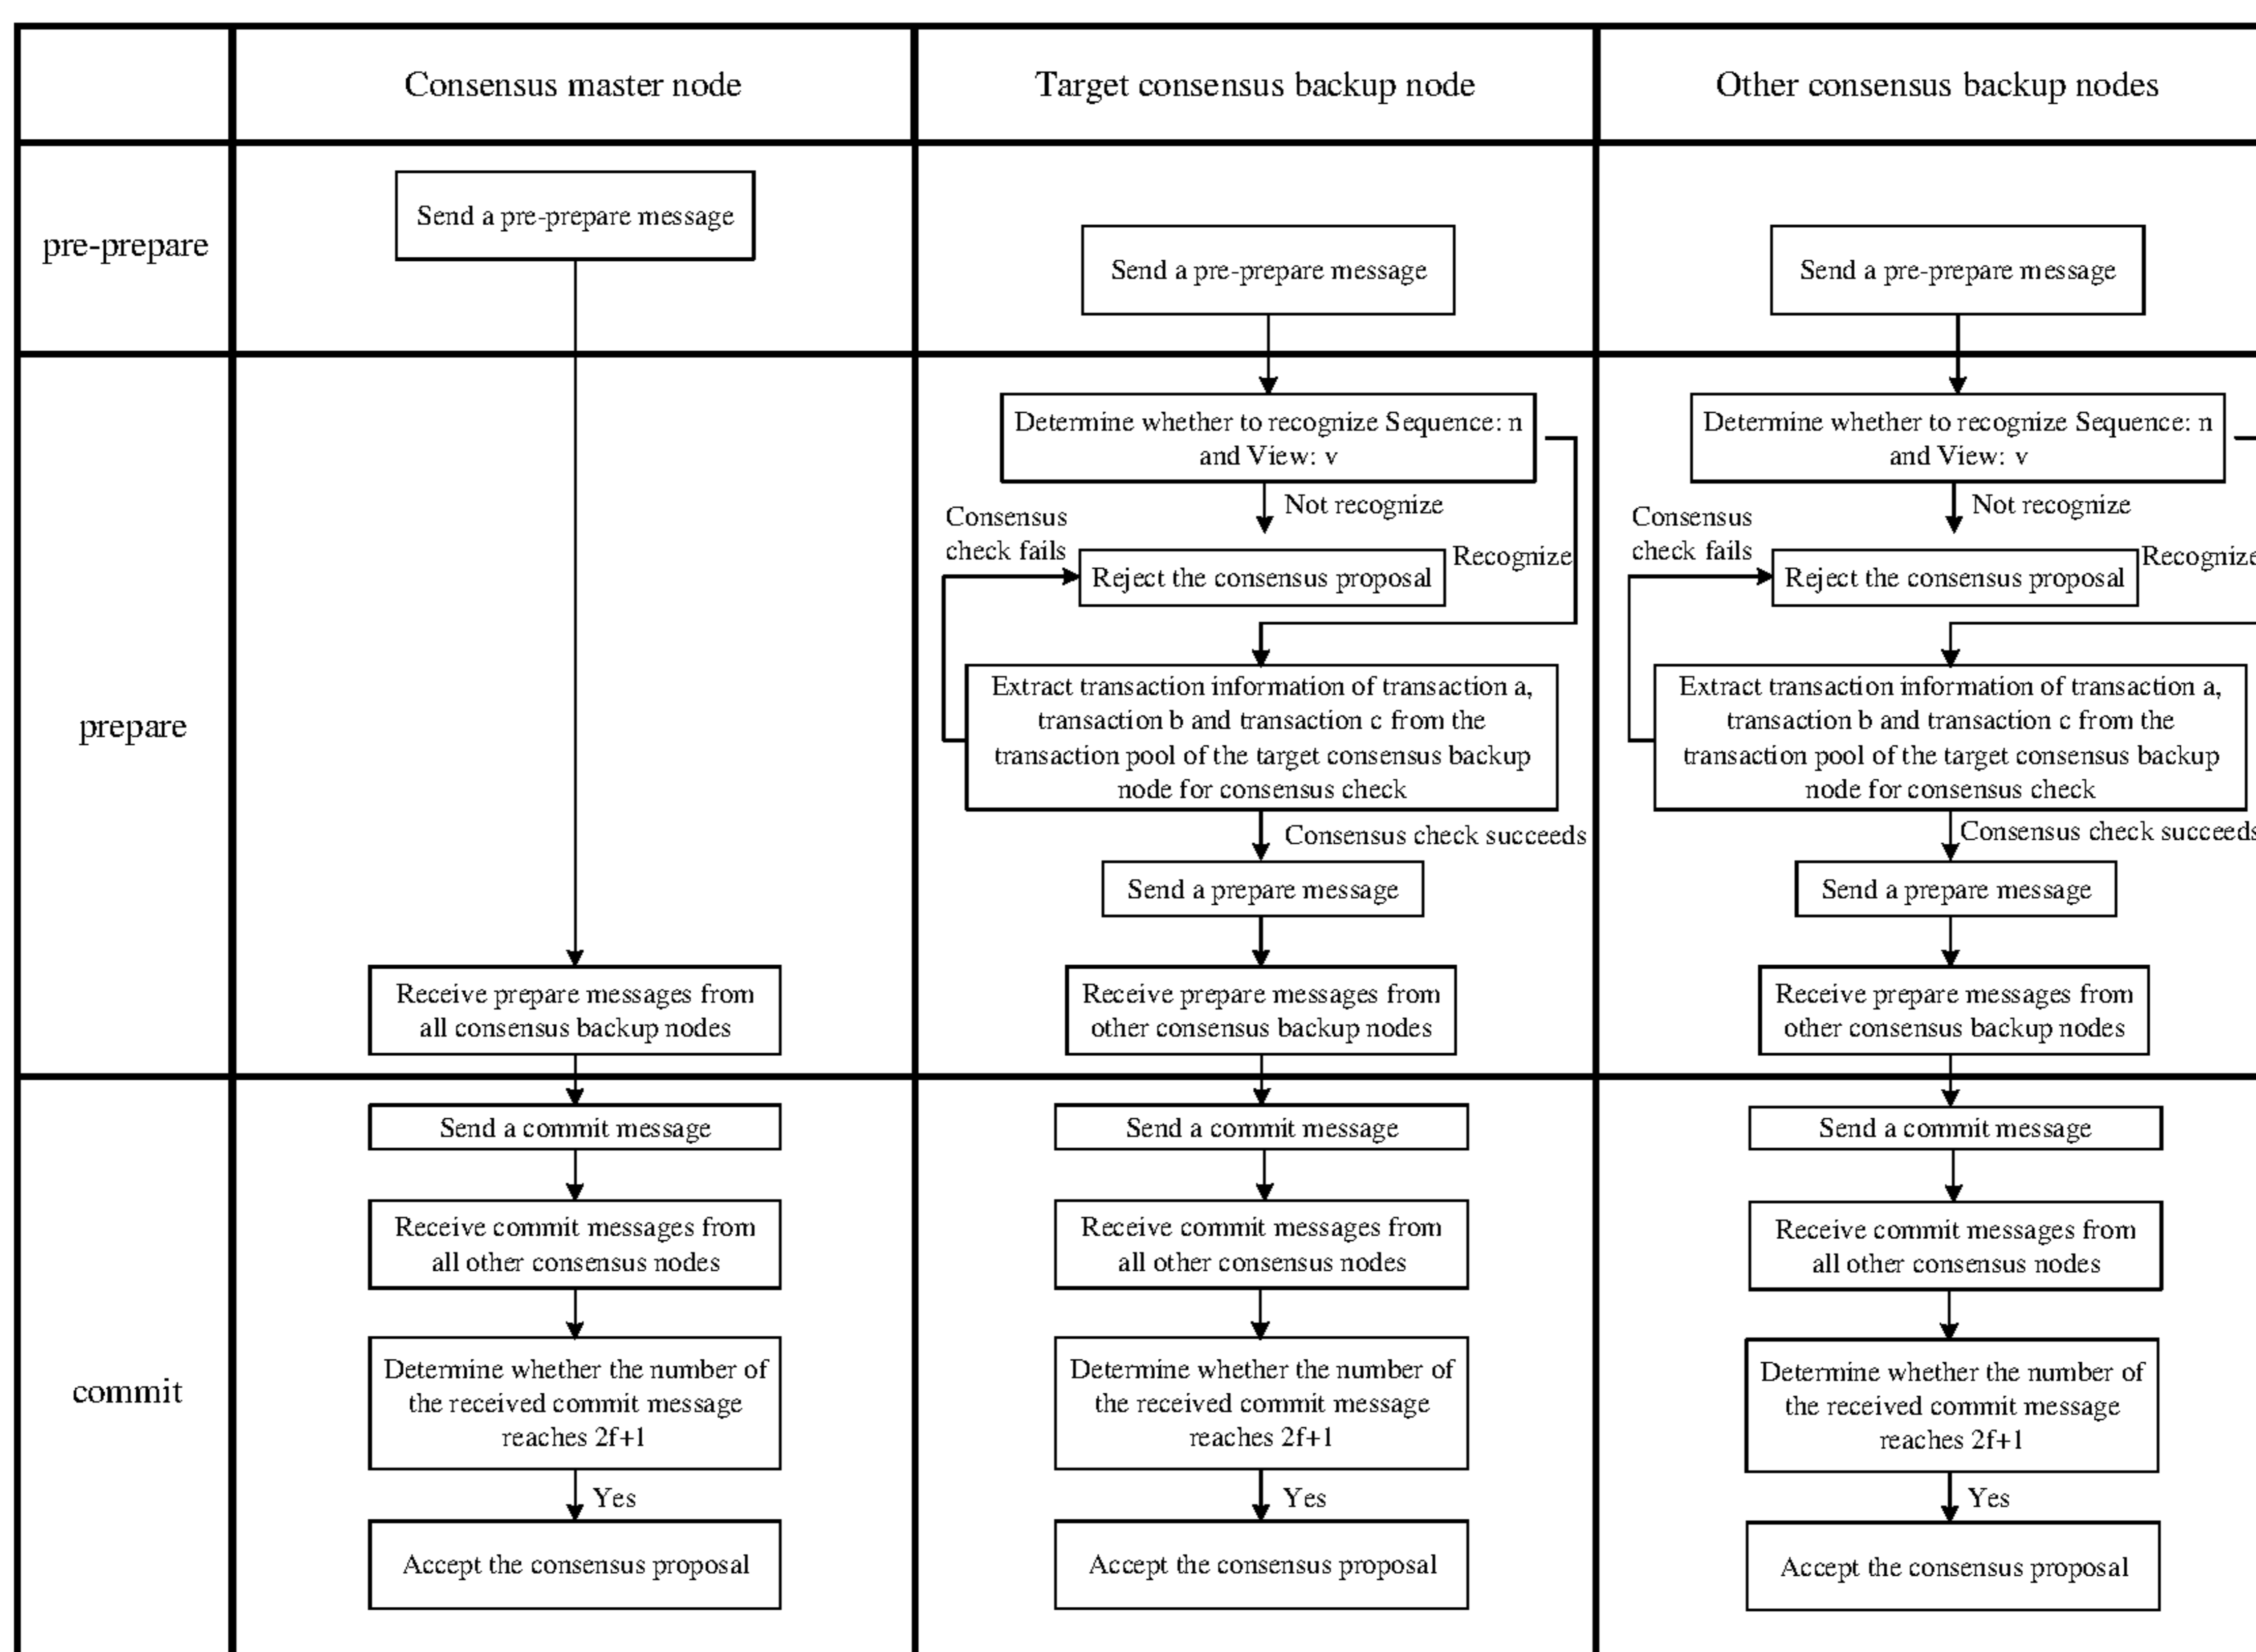 Consensus master node
Target consensus backup node
Other consensus backup nodes
pre-prepare
Send a pre-prepare message
Send a pre-prepare message
Send a pre-prepare message
prepare
Receive prepare messages from
all consensus backup nodes
Determine whether to recognize Sequence: n
and View: v
Not recognize
Consensus
check fails
Reject the consensus proposal
Recognize
Extract transaction information of transaction a,
transaction b and transaction c from the
transaction pool of the target consensus backup
node for consensus check
Consensus check succeeds
Send a prepare message
Receive prepare messages from
other consensus backup nodes
Determine whether to recognize Sequence: n
and View: v
Not recognize
Consensus
check fails
Reject the consensus proposal
Recognize
Extract transaction information of transaction a,
transaction b and transaction c from the
transaction pool of the target consensus backup
node for consensus check
Consensus check succeeds
Send a prepare message
Receive prepare messages from
other consensus backup nodes
commit
Send a commit message
Receive commit messages from
all other consensus nodes
Determine whether the number of
the received commit message
reaches 2f+1
Yes
Accept the consensus proposal
Send a commit message
Receive commit messages from
all other consensus nodes
Determine whether the number of
the received commit message
reaches 2f+1
Yes
Accept the consensus proposal
Send a commit message
Receive commit messages from
all other consensus nodes
Determine whether the number of
the received commit message
reaches 2f+1
Yes
Accept the consensus proposal